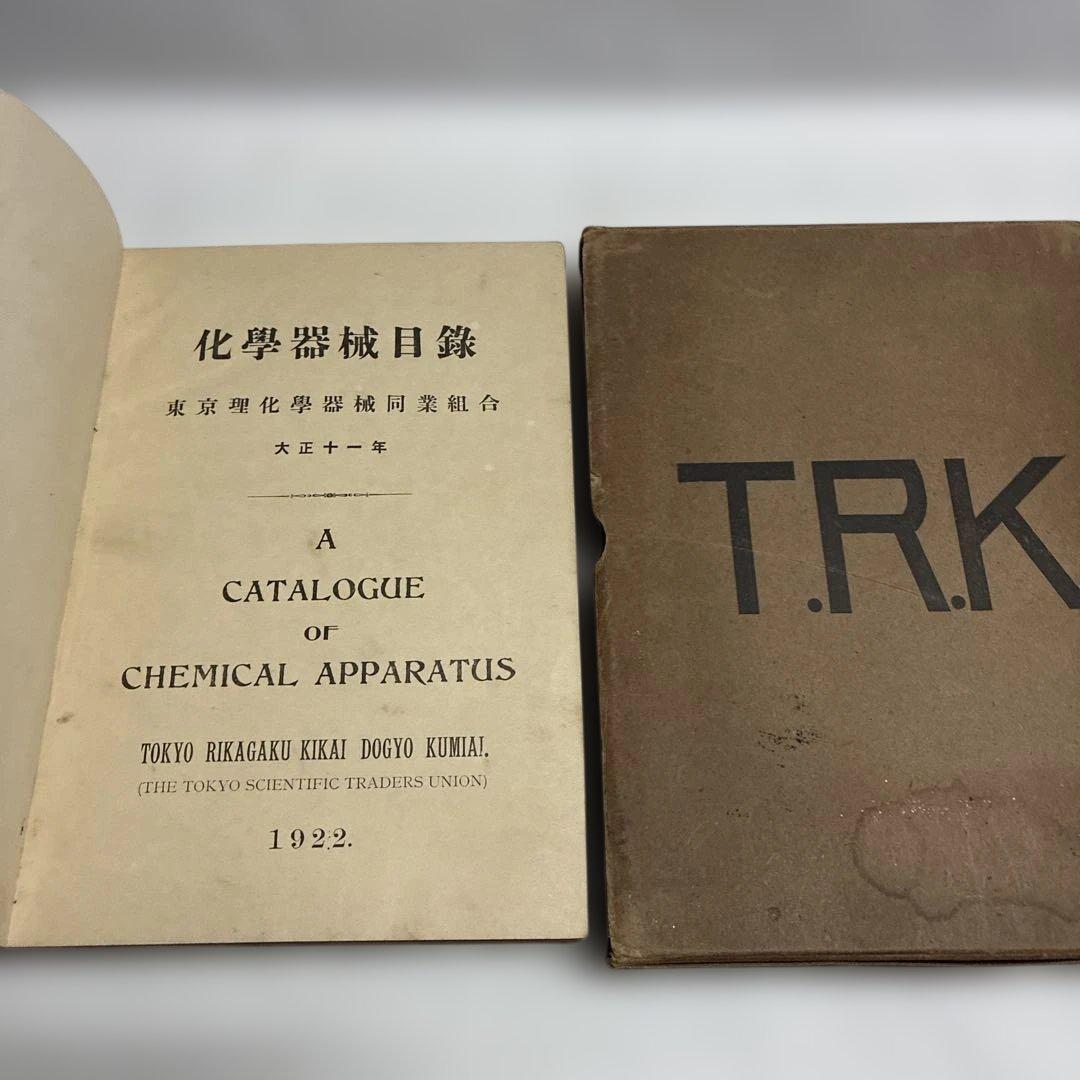 化學器械目錄
東京理化學器械同業組合
大正十一年
A
CATALOGUE
OF
CHEMICAL APPARATUS
TOKYO RIKAGAKU KIKAI DOGYO KUMIAI.
(THE TOKYO SCIENTIFIC TRADERS UNION)
1922.
T.R.K